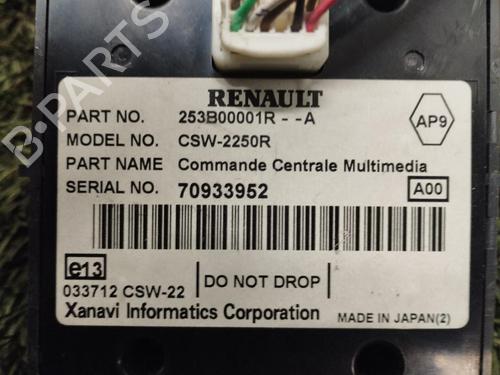 RENAULT
PART NO. 253B00001R - -A
AP9
MODEL NO. CSW-2250R
PART NAME Commande Centrale Multimedia
SERIAL NO. 70933952
A00
e13
033712 CSW-22
DO NOT DROP
Xanavi Informatics Corporation
MADE IN JAPAN(2)
B-PARTS
B-PARTS